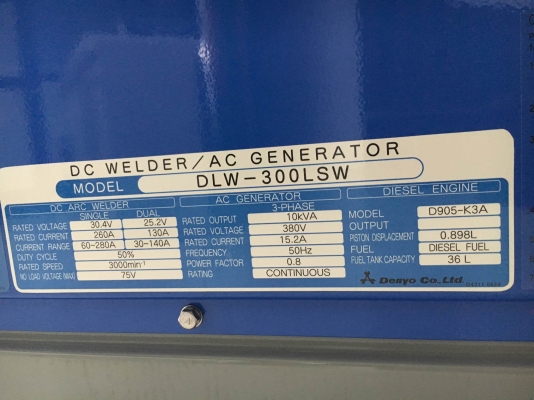 DC WELDER/AC GENERATOR
MODEL DLW-300LSW
DC ARC WELDER
SINGLE DUAL
RATED VOLTAGE 30.4V 25.2V
RATED CURRENT 260A 130A
CURRENT RANGE 60-280A 30-140A
DUTY CYCLE 50%
RATED SPEED 3000min⁻¹
NO LOAD VOLTAGE (MAX) 75V
AC GENERATOR
3-PHASE
RATED OUTPUT 10kVA
RATED VOLTAGE 380V
RATED CURRENT 15.2A
FREQUENCY 50Hz
POWER FACTOR 0.8
RATING CONTINUOUS
DIESEL ENGINE
MODEL D905-K3A
OUTPUT
PISTON DISPLACEMENT 0.898L
FUEL DIESEL FUEL
FUEL TANK CAPACITY 36 L
Denyo Co., Ltd.